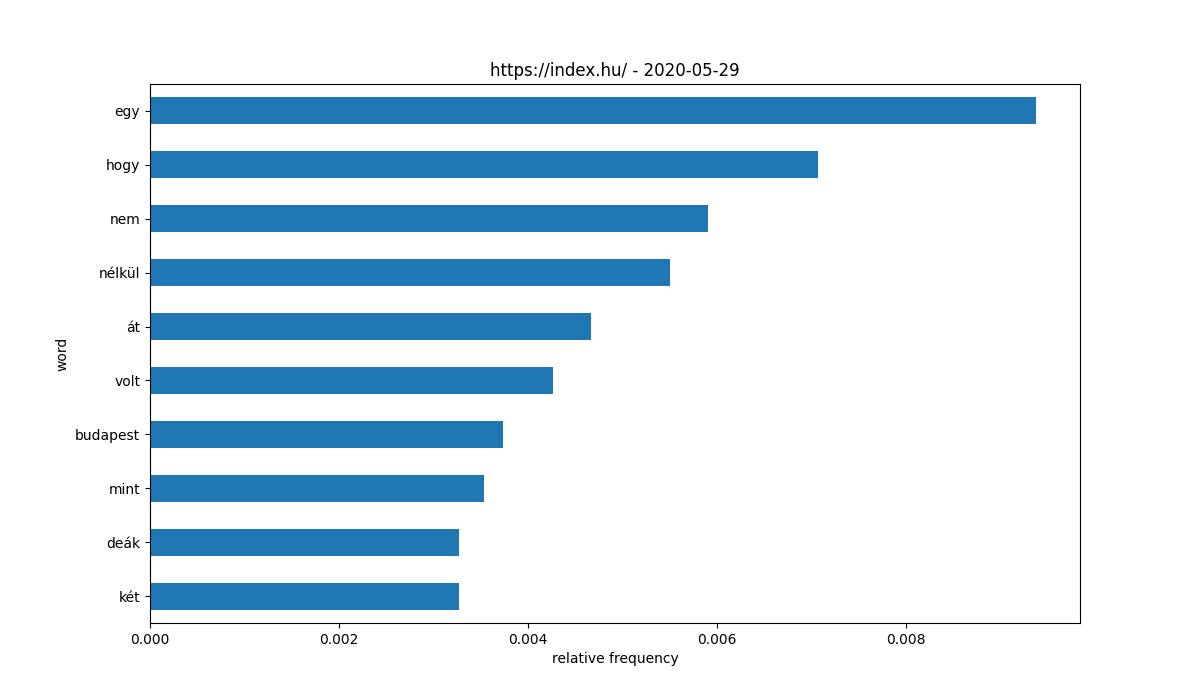 https://index.hu/ - 2020-05-29
egy
hogy
nem
nélkül
át
volt
budapest
mint
deák
két
word
0.000 0.002 0.004 0.006 0.008
relative frequency